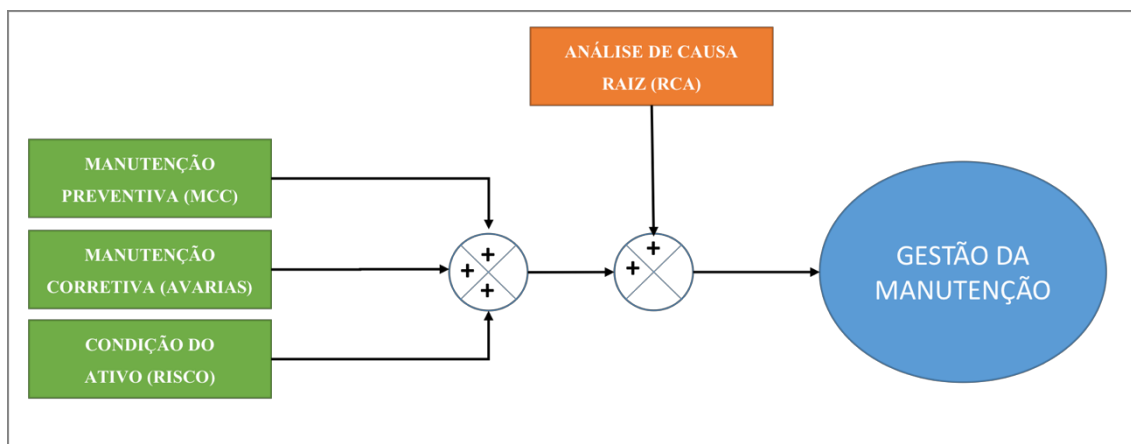 ANÁLISE DE CAUSA
RAIZ (RCA)
MANUTENÇÃO
PREVENTIVA (MCC)
MANUTENÇÃO
CORRETIVA (AVARIAS)
CONDIÇÃO DO
ATIVO (RISCO)
+
+
+
+
+
GESTÃO DA
MANUTENÇÃO